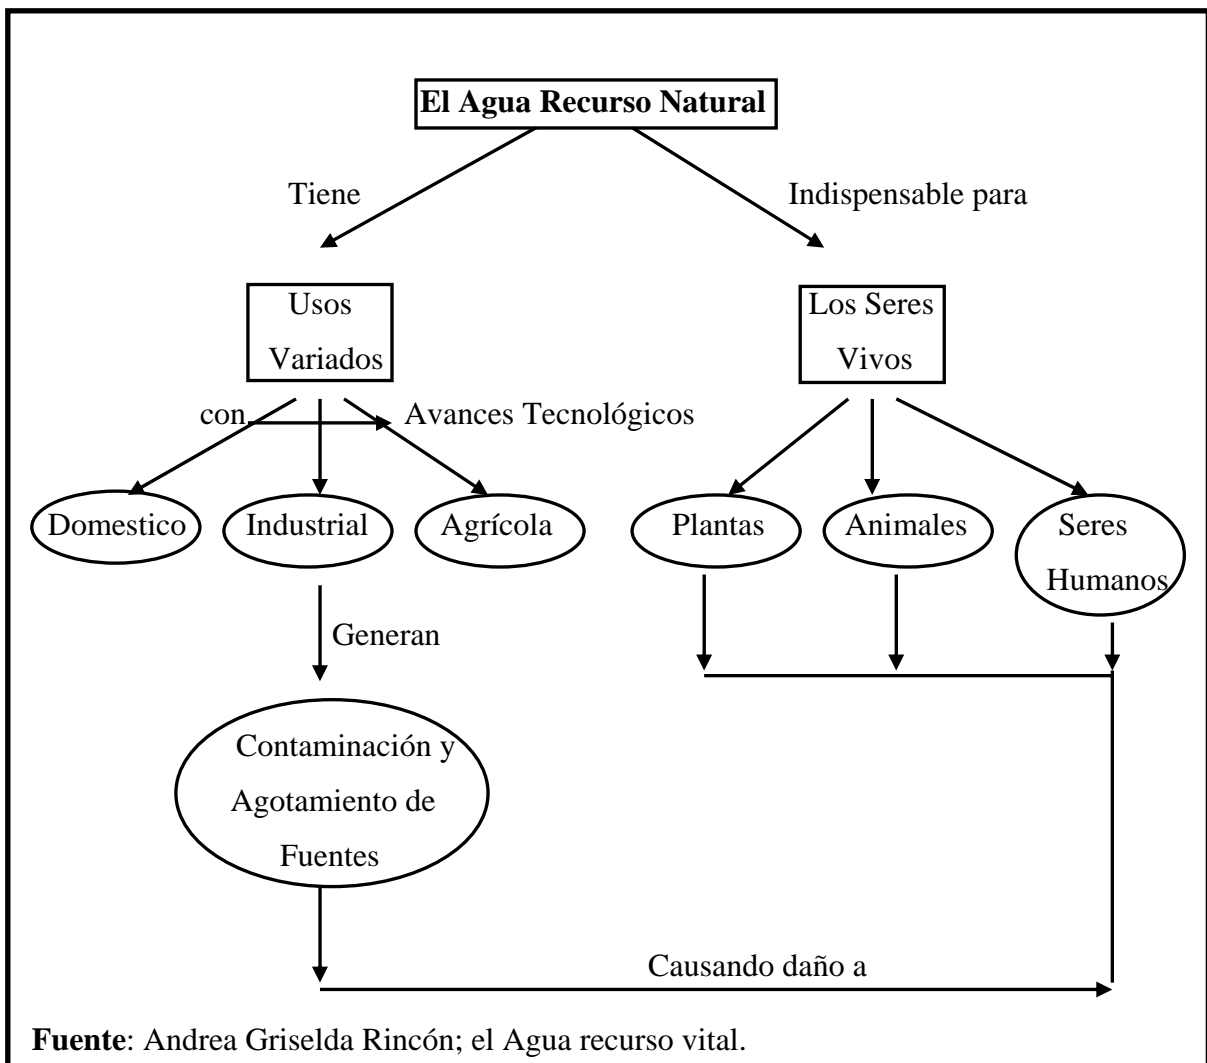 El Agua Recurso Natural
Tiene
Indispensable para
Usos
Variados
Los Seres
Vivos
con
Avances Tecnológicos
Domestico
Industrial
Agrícola
Plantas
Animales
Seres
Humanos
Generan
Contaminación y
Agotamiento de
Fuentes
Causando daño a
Fuente: Andrea Griselda Rincón; el Agua recurso vital.